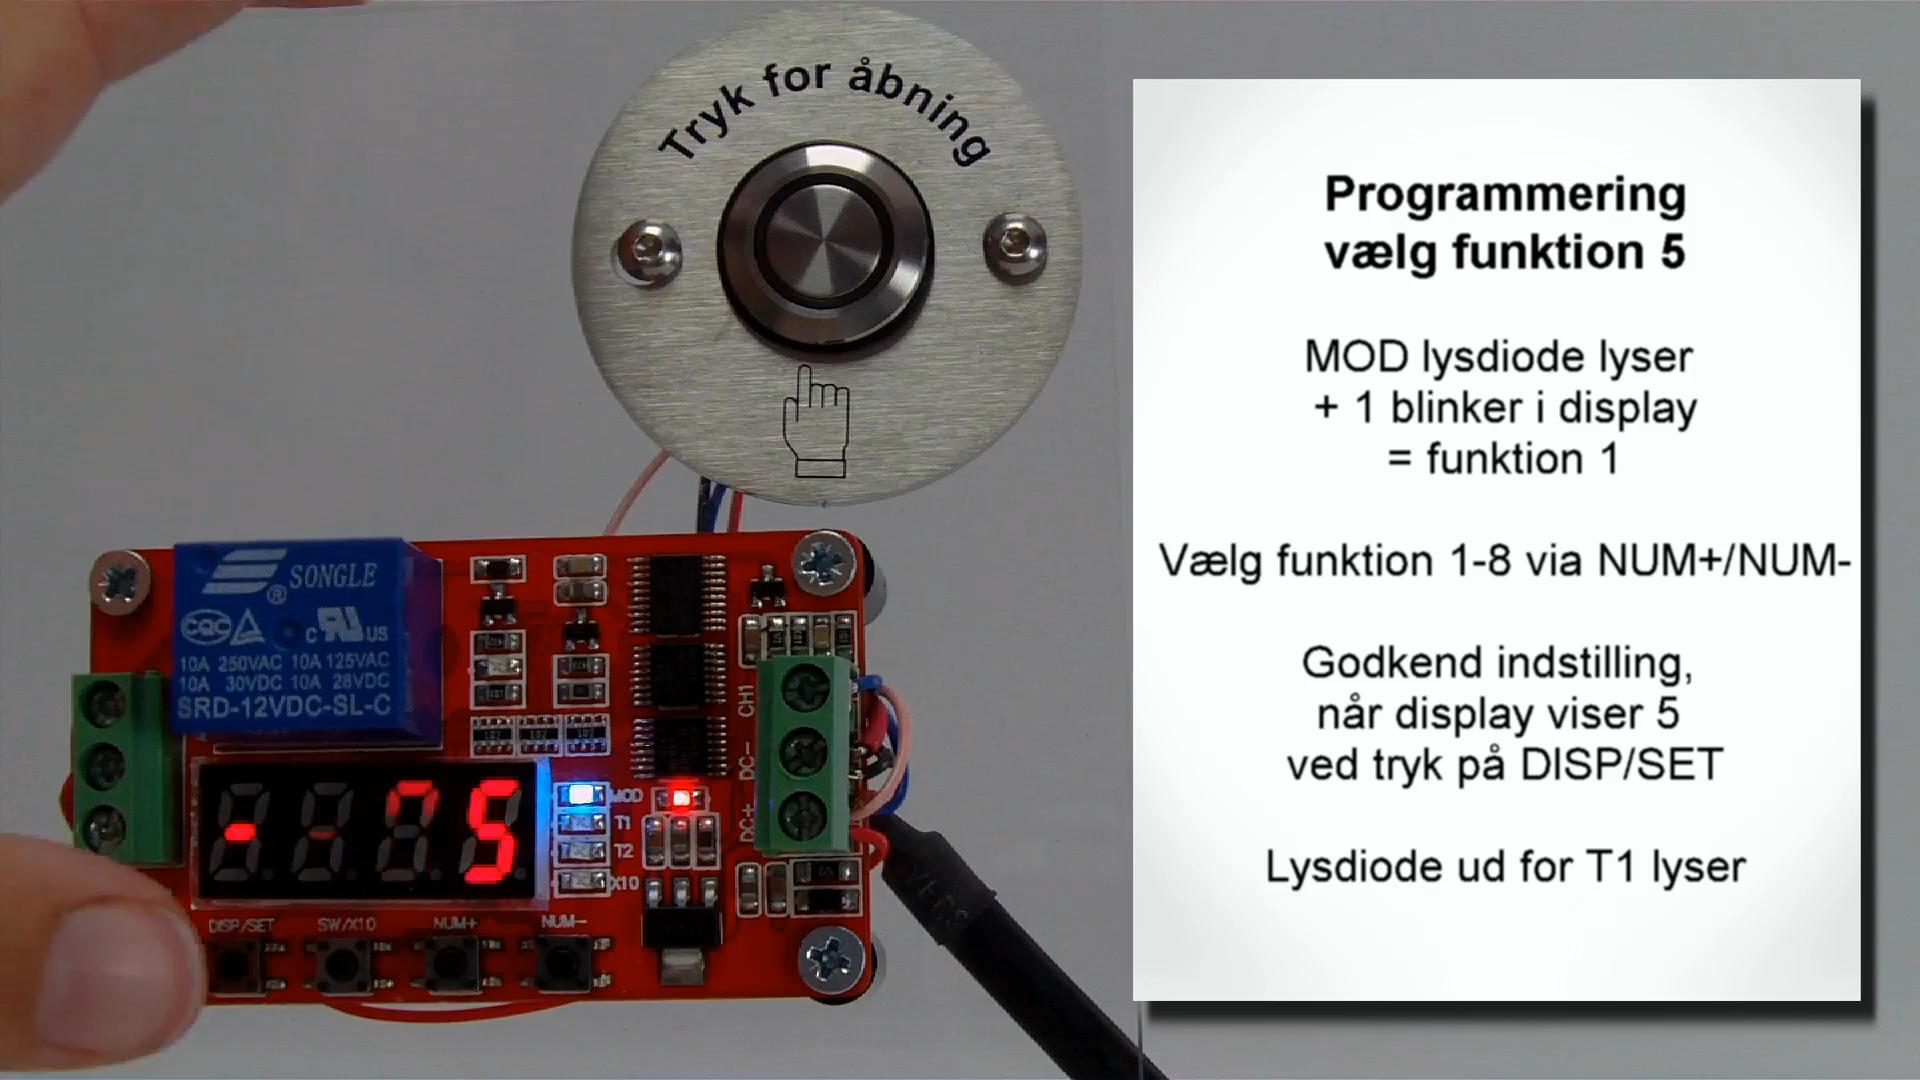 Tryk for åbning
Programmering
vælg funktion 5
MOD lysdiode lyser
+ 1 blinker i display
= funktion 1
Vælg funktion 1-8 via NUM+/NUM-
Godkend indstilling,
når display viser 5
ved tryk på DISP/SET
Lysdiode ud for T1 lyser
SONGLE
®
CQC
c UR US
10A 250VAC 10A 125VAC
10A 30VDC 10A 28VDC
SRD-12VDC-SL-C
CH1
DC-
DC+
5
MOD
T1
T2
X10
DISP/SET SW/X10 NUM+ NUM-